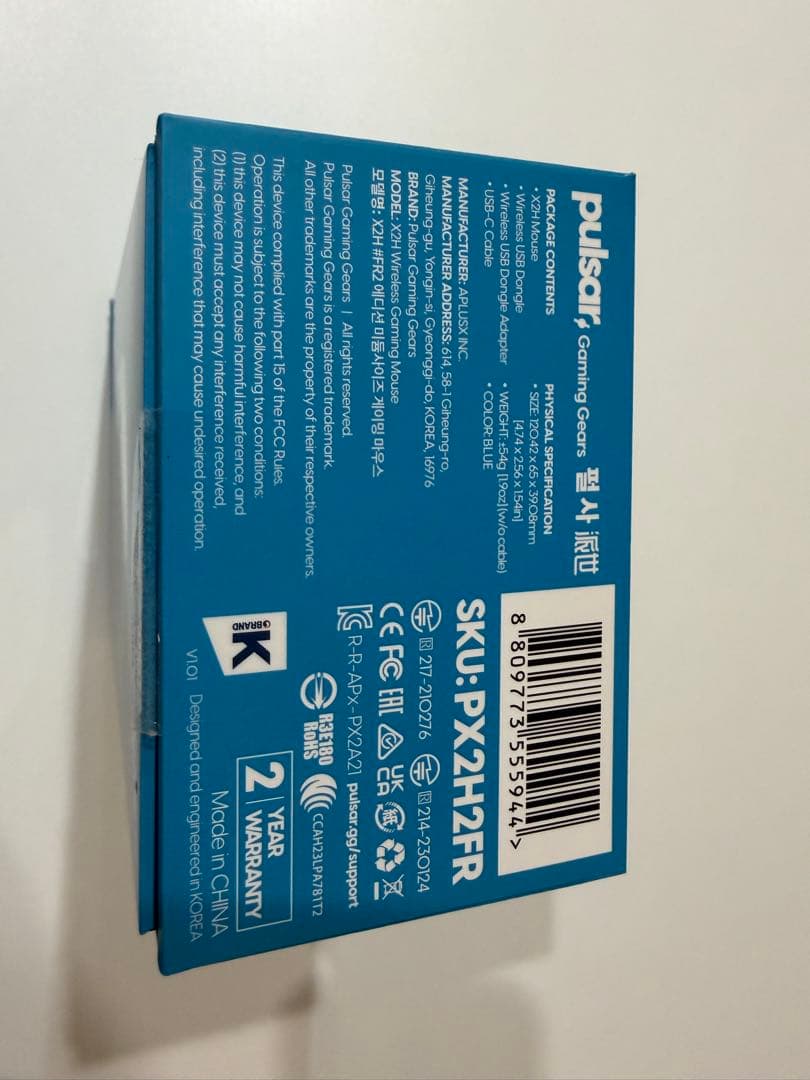 pulsar Gaming Gears 펄사 派世
PACKAGE CONTENTS
• X2H Mouse
• Wireless USB Dongle
• Wireless USB Dongle Adapter
• USB-C Cable
PHYSICAL SPECIFICATION
• SIZE: 120.42 x 65 x 39.08mm
[4.74 x 2.56 x 1.54in]
• WEIGHT: ±54g [1.9oz] (w/o cable)
• COLOR: BLUE
MANUFACTURER: APLUSX INC.
MANUFACTURER ADDRESS: 614, 58-1 Giheung-ro,
Giheung-gu, Yongin-si, Gyeonggi-do, KOREA, 16976
BRAND: Pulsar Gaming Gears
MODEL: X2H Wireless Gaming Mouse
모델명: X2H #FR2 에디션 미듐사이즈 게이밍 마우스
Pulsar Gaming Gears | All rights reserved.
Pulsar Gaming Gears is a registered trademark.
All other trademarks are the property of their respective owners.
This device complied with part 15 of the FCC Rules.
Operation is subject to the following two conditions:
(1) this device may not cause harmful interference, and
(2) this device must accept any interference received,
including interference that may cause undesired operation.
8 809773 555944 >
SKU: PX2H2FR
R 217-210276 R 214-230124
CE FC EAC UK CA 紙
R-R-APx-PX2A21 pulsar.gg/support
R3E180
RoHS
CCAH23LPA781T2
K
BRAND
2 YEAR
WARRANTY
Made in CHINA
V1.01 Designed and engineered in KOREA